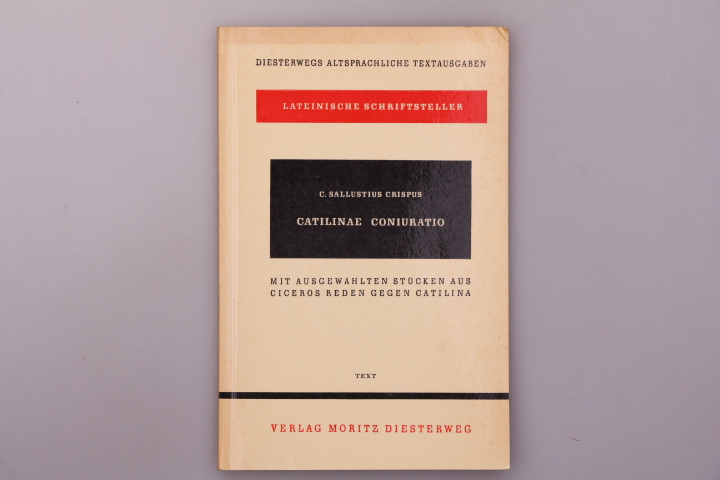 DIESTERWEGS ALTSPRACHLICHE TEXTAUSGABEN
LATEINISCHE SCHRIFTSTELLER
C. SALLUSTIUS CRISPUS
CATILINAE CONIURATIO
MIT AUSGEWÄHLTEN STÜCKEN AUS
CICEROS REDEN GEGEN CATILINA
TEXT
VERLAG MORITZ DIESTERWEG